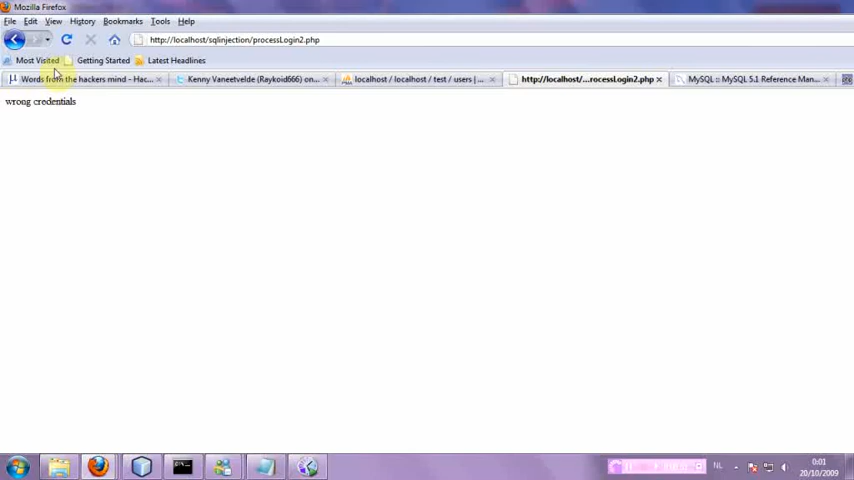 Mozilla Firefox
File Edit View History Bookmarks Tools Help
http://localhost/sqlinjection/processLogin2.php
Most Visited Getting Started Latest Headlines
Words from the hackers mind - Hac... Kenny Vaneetvelde (Raykoid666) on... localhost / localhost / test / users | ... http://localhost/...rocessLogin2.php MySQL :: MySQL 5.1 Reference Man...
wrong credentials
NL 0:01
20/10/2009